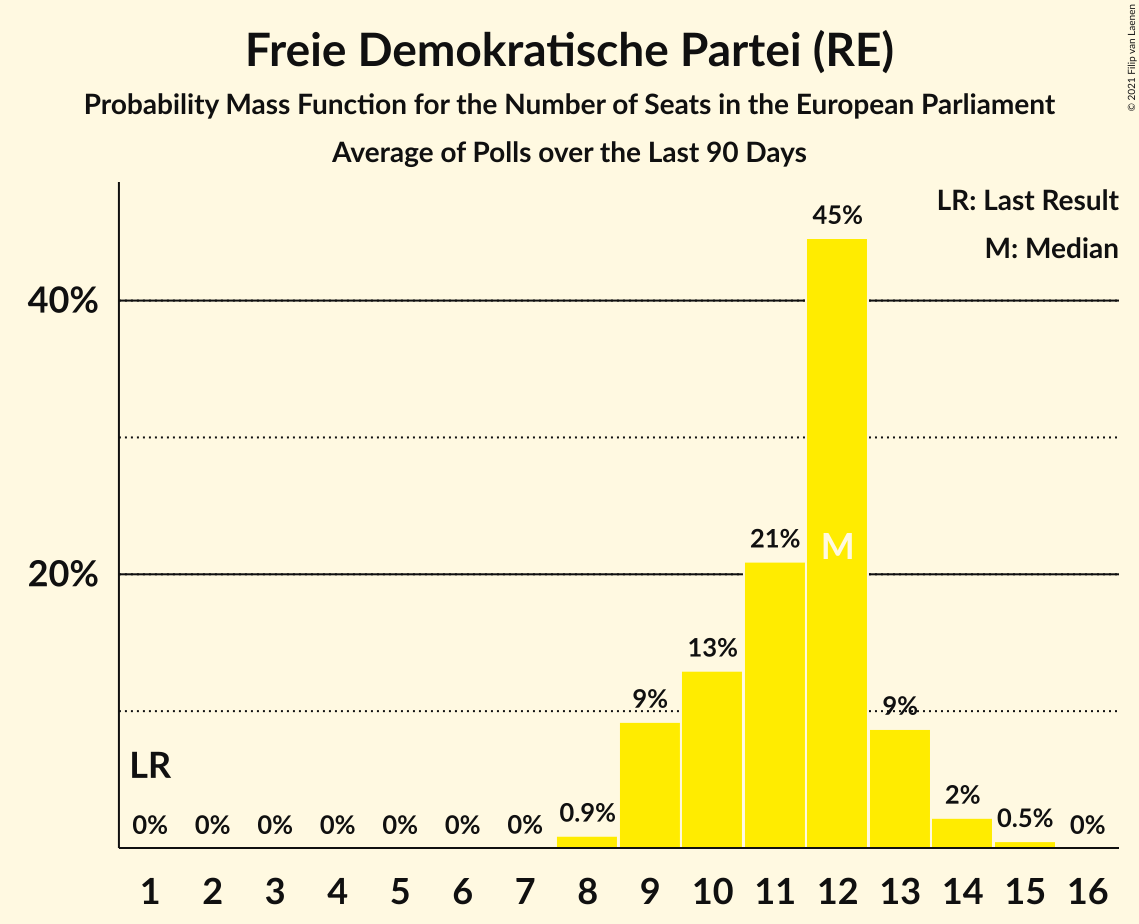 Freie Demokratische Partei (RE)
Probability Mass Function for the Number of Seats in the European Parliament
Average of Polls over the Last 90 Days
© 2021 Filip van Laenen
LR: Last Result
M: Median
45%
40%
21%
M
20%
13%
9%
9%
LR
2%
0.9%
0.5%
0% 0% 0% 0% 0% 0% 0% 0%
1 2 3 4 5 6 7 8 9 10 11 12 13 14 15 16